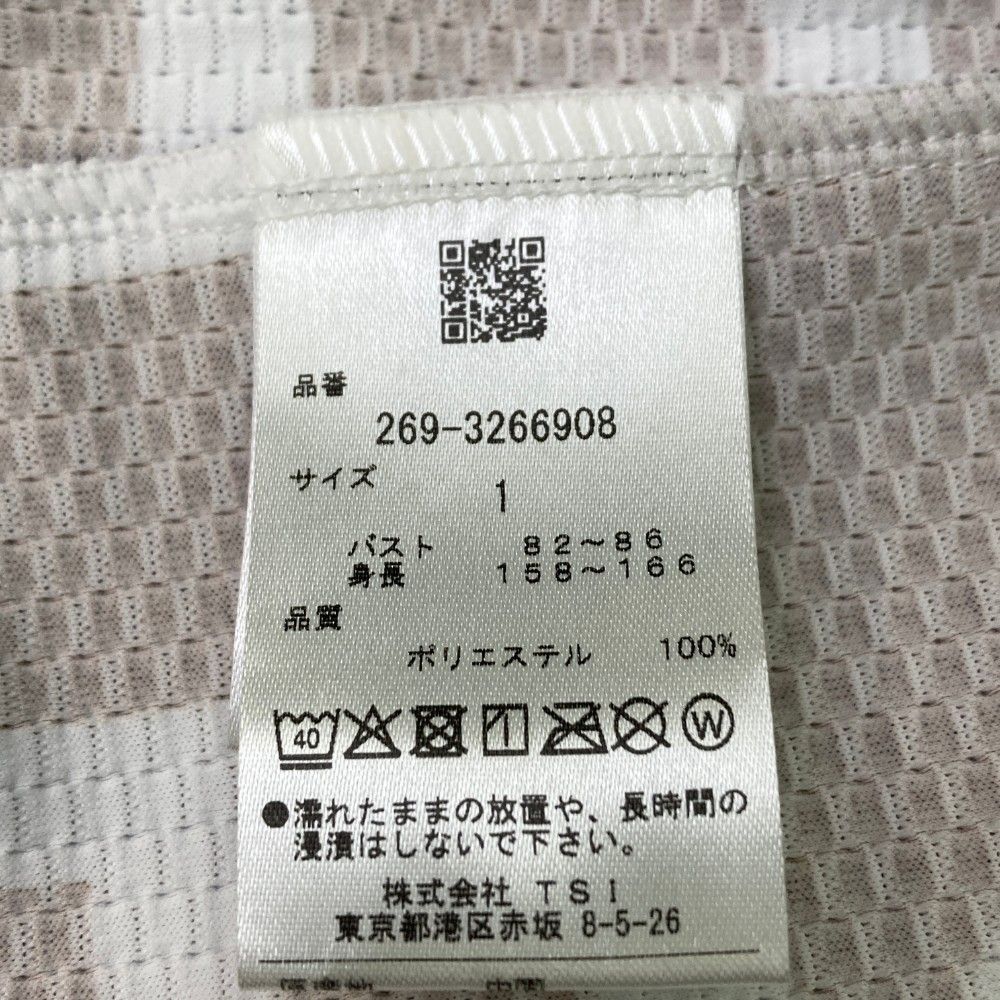 品番
269-3266908
サイズ
1
バスト 82～86
身長 158～166
品質
ポリエステル 100%
40
W
●濡れたままの放置や、長時間の
浸漬はしないで下さい。
株式会社 TSI
東京都港区赤坂 8-5-26